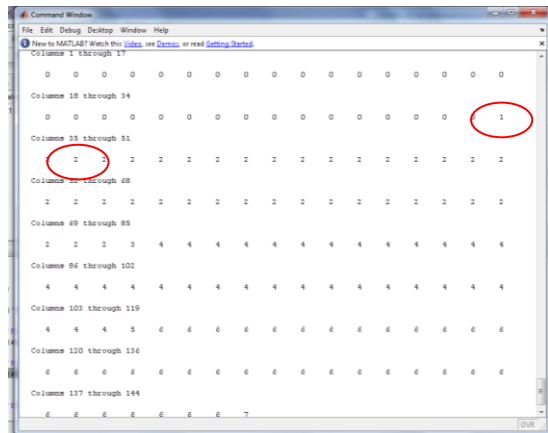 Command Window
File Edit Debug Desktop Window Help
New to MATLAB? Watch this Video, see Demos, or read Getting Started.
Columns 1 through 17
0 0 0 0 0 0 0 0 0 0 0 0 0 0 0 0 0
Columns 18 through 34
0 0 0 0 0 0 0 0 0 0 0 0 0 0 0 0 1
Columns 35 through 51
2 2 2 2 2 2 2 2 2 2 2 2 2 2 2 2 2
Columns 52 through 68
2 2 2 2 2 2 2 2 2 2 2 2 2 2 2 2 2
Columns 69 through 85
2 2 2 3 4 4 4 4 4 4 4 4 4 4 4 4 4
Columns 86 through 102
4 4 4 4 4 4 4 4 4 4 4 4 4 4 4 4 4
Columns 103 through 119
4 4 4 5 6 6 6 6 6 6 6 6 6 6 6 6 6
Columns 120 through 136
6 6 6 6 6 6 6 6 6 6 6 6 6 6 6 6 6
Columns 137 through 144
6 6 6 6 6 6 6 7
OVR